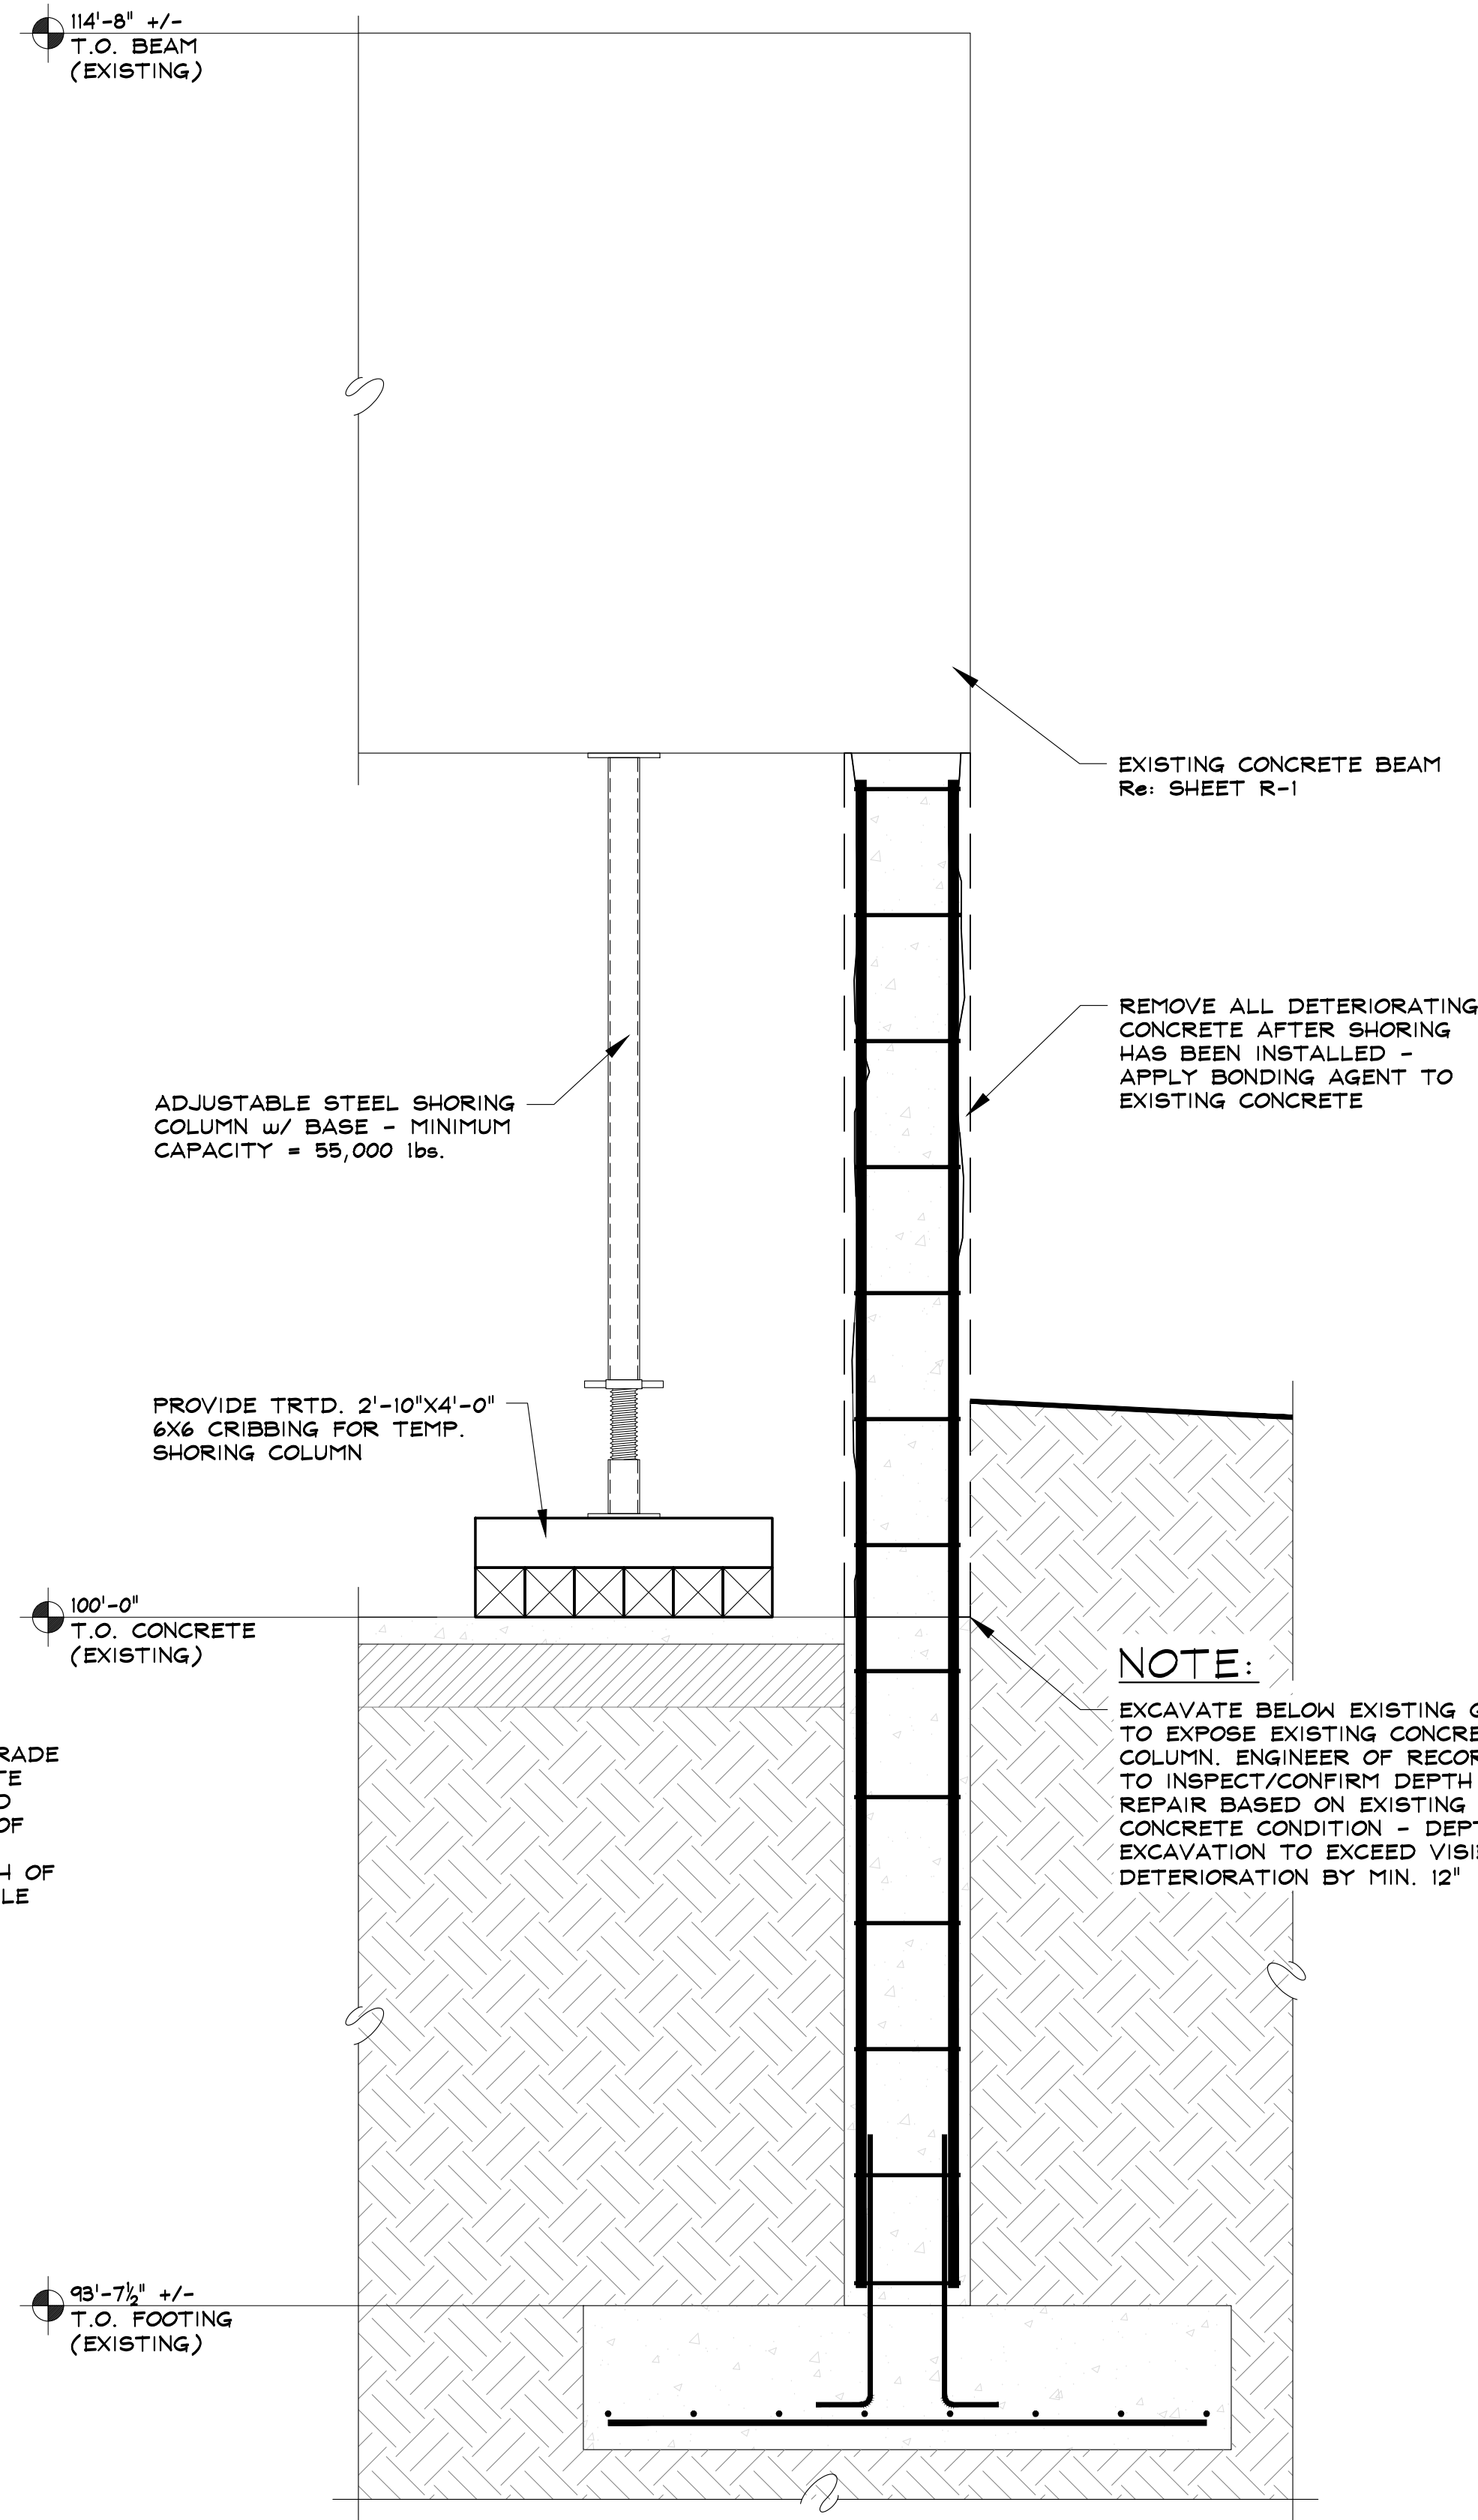 114'-8" +/-
T.O. BEAM
(EXISTING)
EXISTING CONCRETE BEAM
Re: SHEET R-1
REMOVE ALL DETERIORATING
CONCRETE AFTER SHORING
HAS BEEN INSTALLED -
APPLY BONDING AGENT TO
EXISTING CONCRETE
ADJUSTABLE STEEL SHORING
COLUMN w/ BASE - MINIMUM
CAPACITY = 55,000 lbs.
PROVIDE TRTD. 2'-10"X4'-0"
6X6 CRIBBING FOR TEMP.
SHORING COLUMN
100'-0"
T.O. CONCRETE
(EXISTING)
NOTE:
EXCAVATE BELOW EXISTING
TO EXPOSE EXISTING
COLUMN. ENGINEER OF
TO INSPECT/CONFIRM DEPTH
REPAIR BASED ON EXISTING
CONCRETE CONDITION -
EXCAVATION TO EXCEED
DETERIORATION BY MIN. 12"
OF
OF
93'-7½" +/-
T.O. FOOTING
(EXISTING)